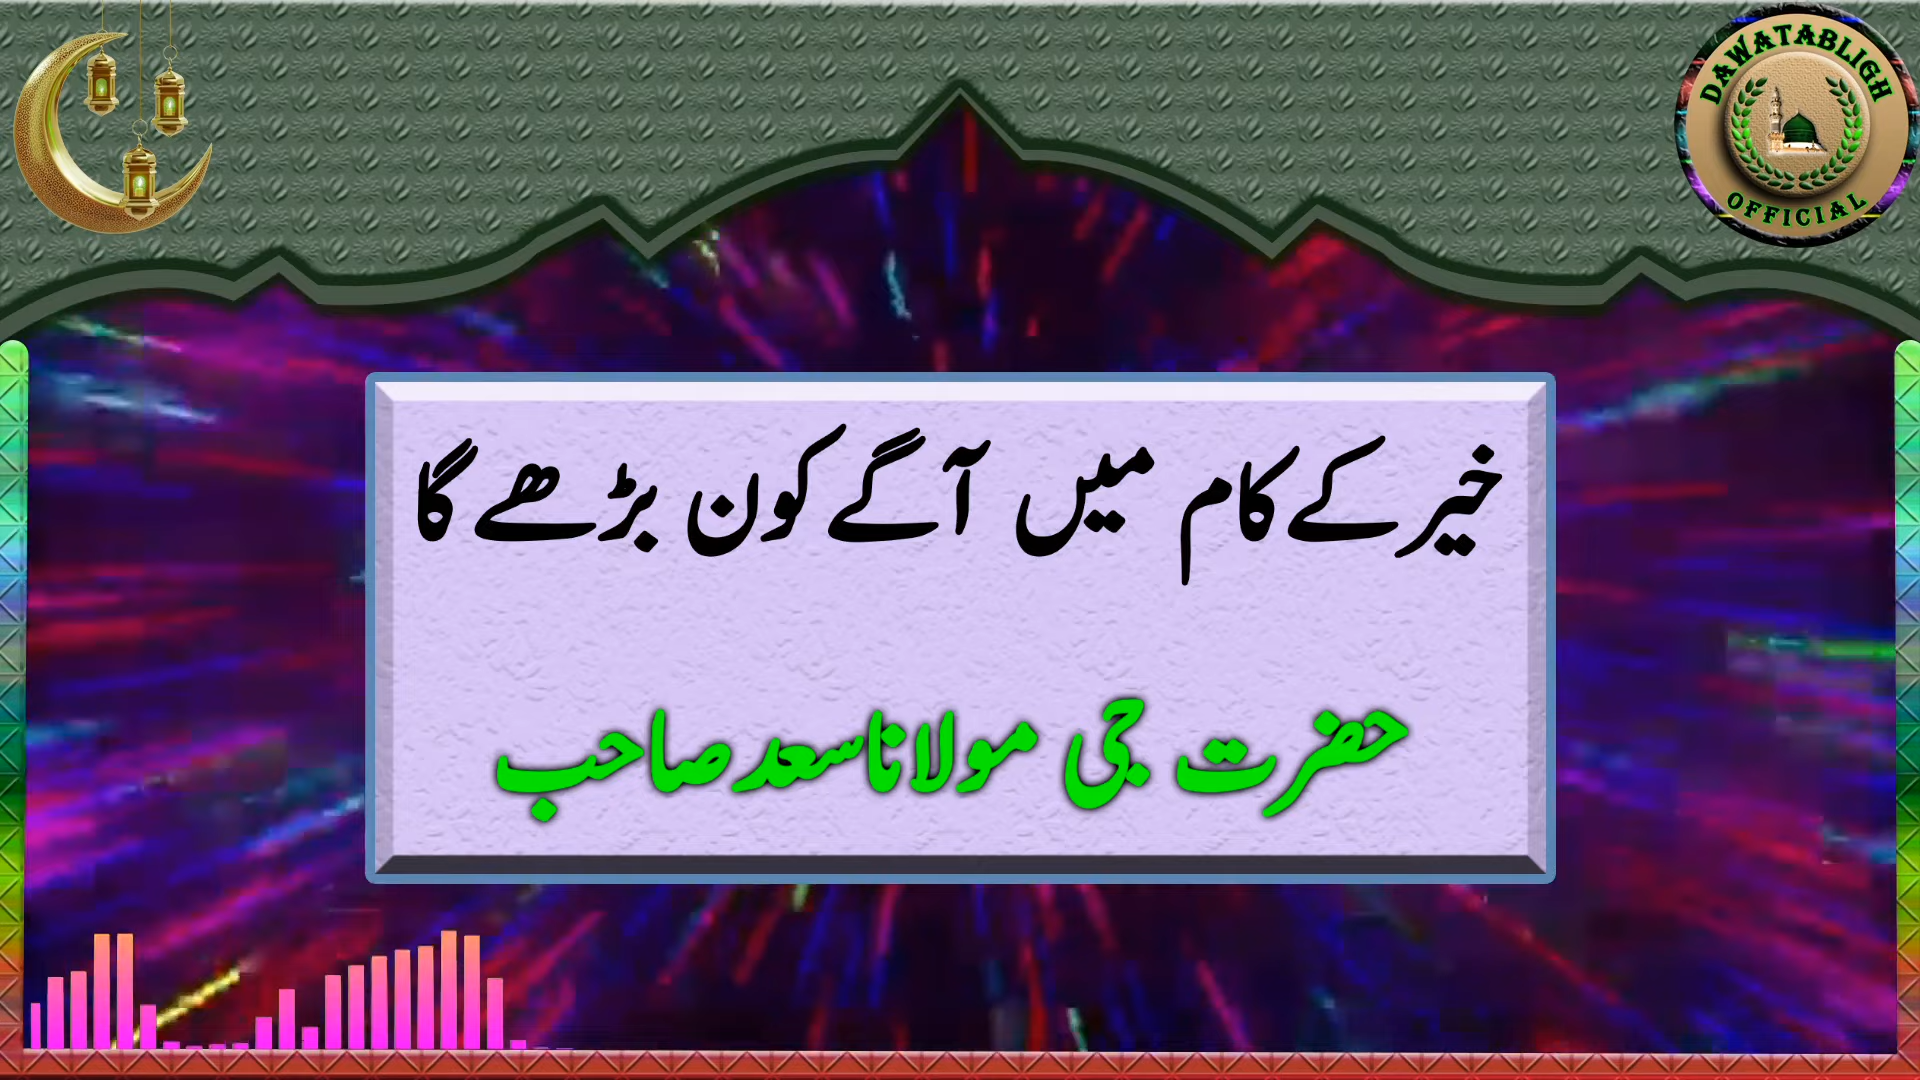 DAWATABLIGH
OFFICIAL
خیر کے کام میں آگے کون بڑھے گا
حضرت جی مولانا سعد صاحب